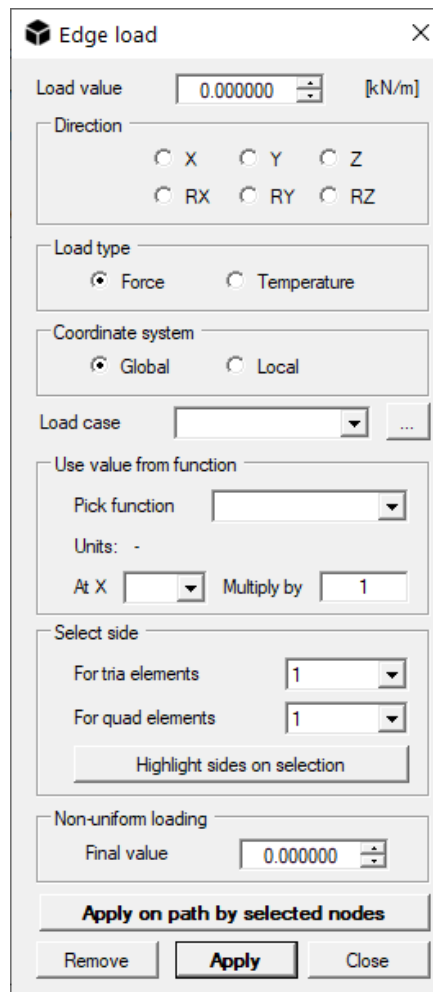 Edge load
Load value 0.000000 [kN/m]
Direction
X Y Z
RX RY RZ
Load type
Force Temperature
Coordinate system
Global Local
Load case ...
Use value from function
Pick function
Units: -
At X Multiply by 1
Select side
For tria elements 1
For quad elements 1
Highlight sides on selection
Non-uniform loading
Final value 0.000000
Apply on path by selected nodes
Remove Apply Close